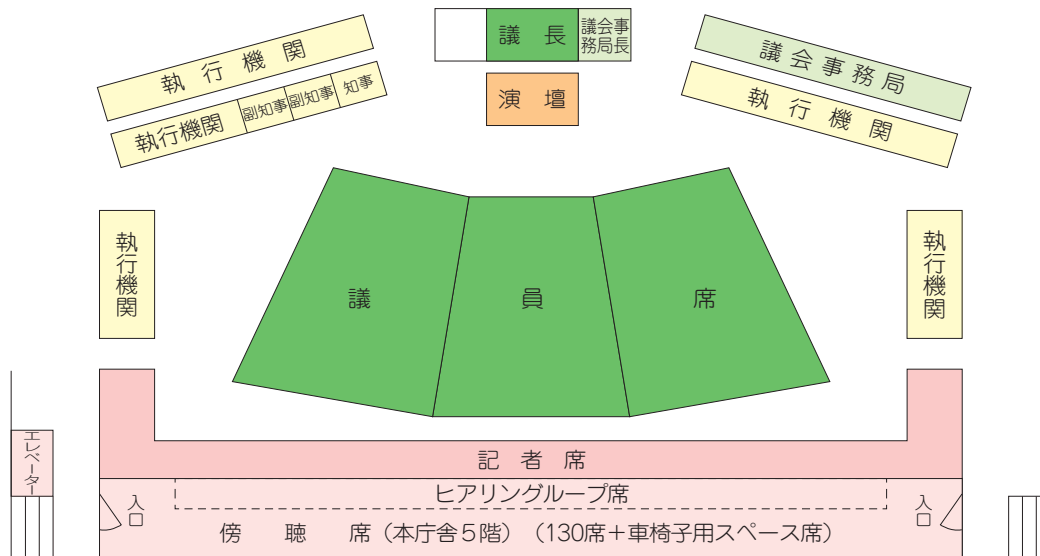 議長
議会事
務局長
演壇
執行機関
執行機関
副知事
副知事
知事
議会事務局
執行機関
執行機関
執行機関
議員席
記者席
ヒアリングループ席
傍聴席（本庁舎５階）（130席＋車椅子用スペース席）
入口
入口
エレベーター